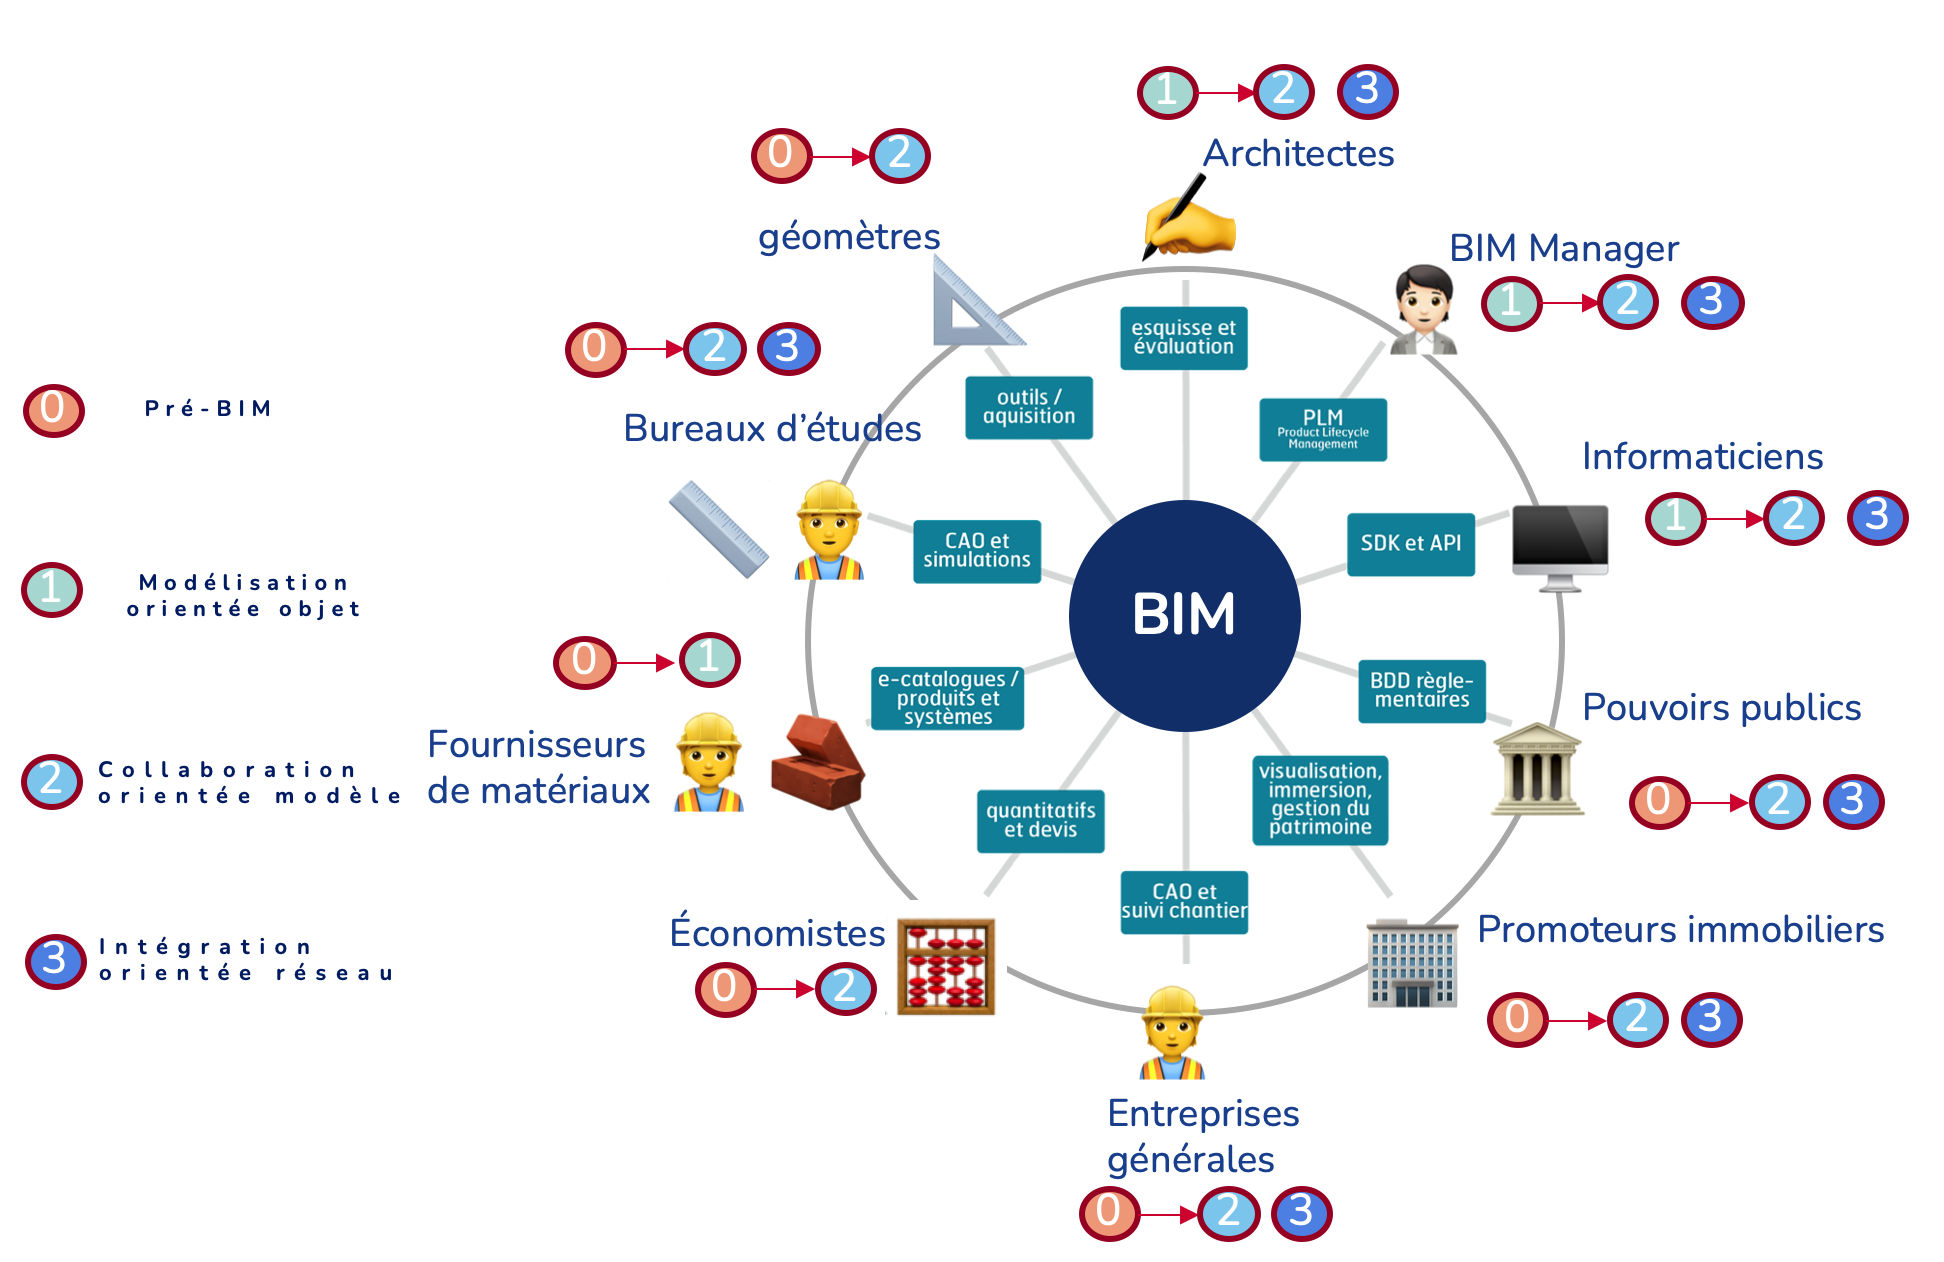 1 2 3
Architectes
0 2
géomètres
BIM Manager
1 2 3
esquisse et
évaluation
0 2 3
outils /
aquisition
PLM
Product Lifecycle
Management
0
Pré-BIM
Bureaux d'études
Informaticiens
1 2 3
CAO et
simulations
SDK et API
1
Modélisation
orientée objet
BIM
0 1
e-catalogues /
produits et
systèmes
BDD règle-
mentaires
Pouvoirs publics
Fournisseurs
de matériaux
2
Collaboration
orientée modèle
visualisation,
immersion,
gestion du
patrimoine
0 2 3
quantitatifs
et devis
CAO et
suivi chantier
3
Intégration
orientée réseau
Économistes
0 2
Promoteurs immobiliers
0 2 3
Entreprises
générales
0 2 3